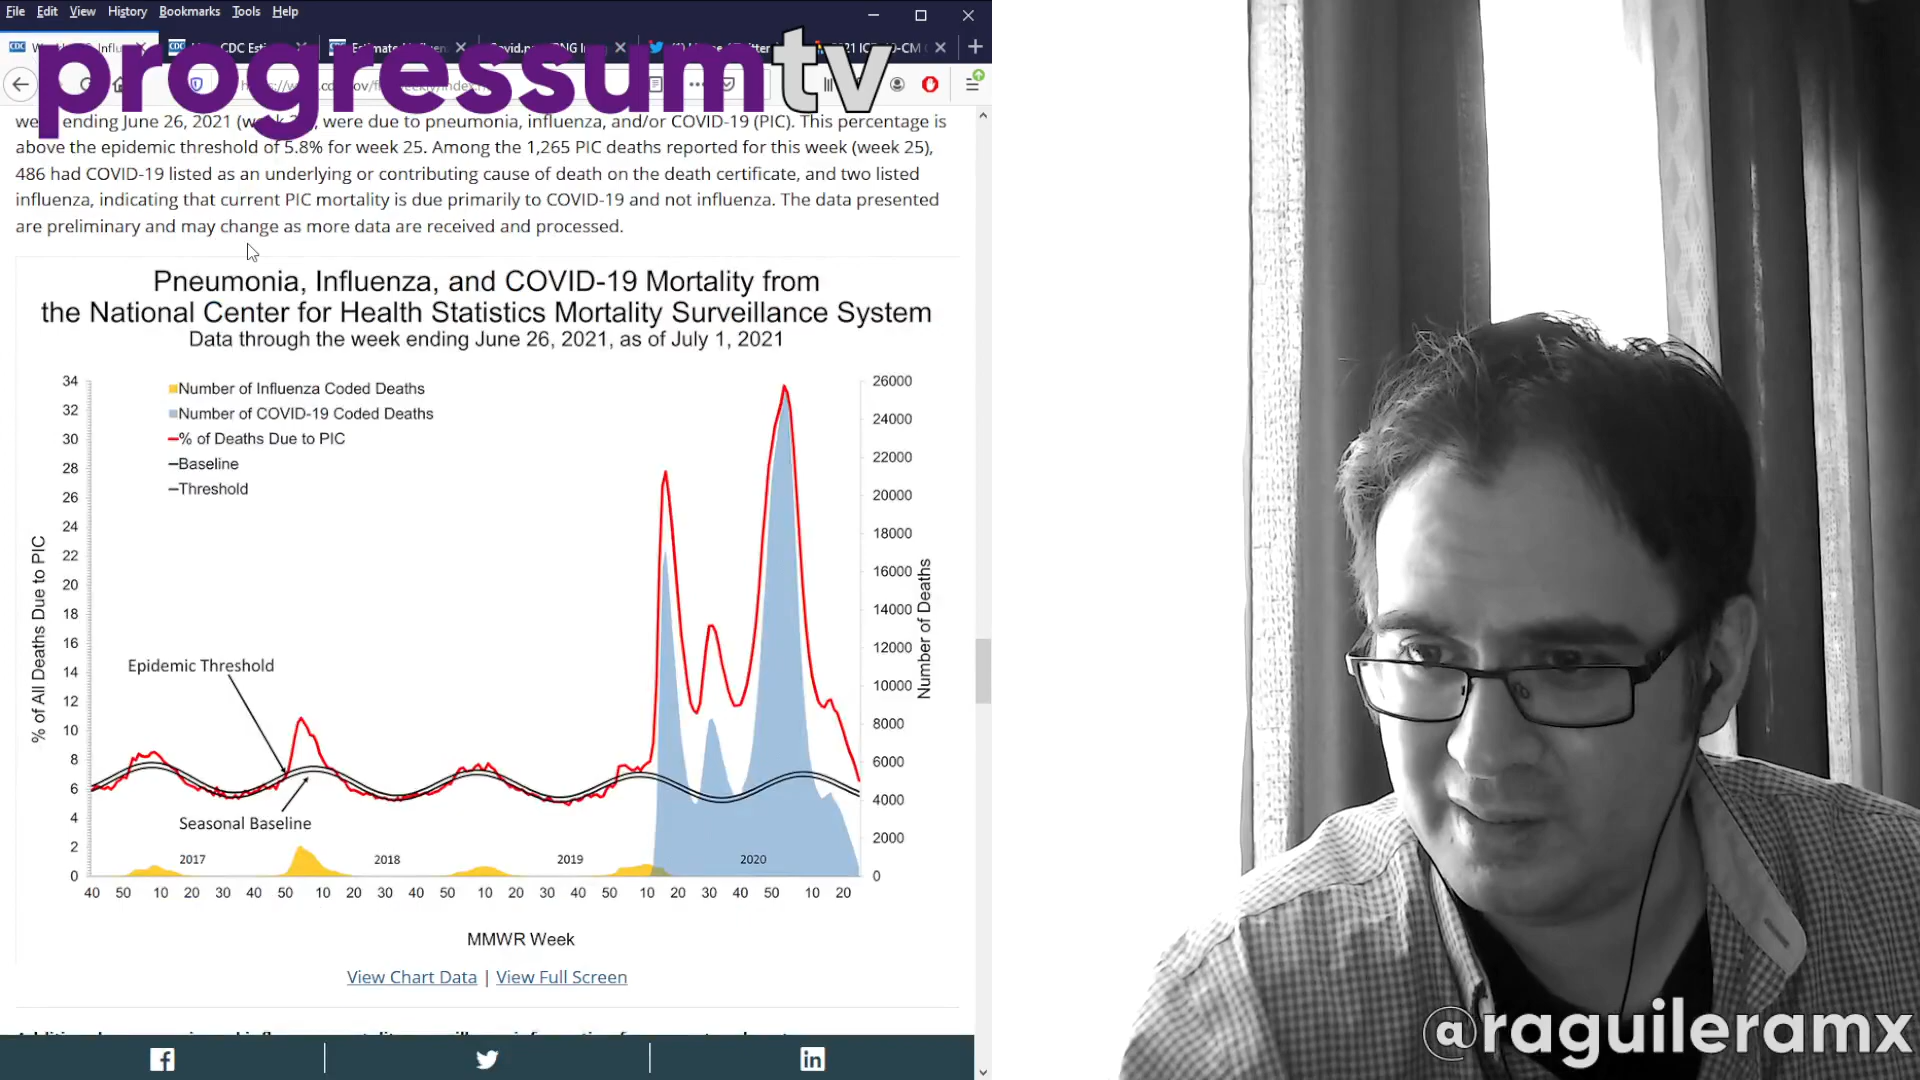 File Edit View History Bookmarks Tools Help
progressumtv
ending June 26, 2021 were due to pneumonia, influenza, and/or COVID-19 (PIC). This percentage is
above the epidemic threshold of 5.8% for week 25. Among the 1,265 PIC deaths reported for this week (week 25),
486 had COVID-19 listed as an underlying or contributing cause of death on the death certificate, and two listed
influenza, indicating that current PIC mortality is due primarily to COVID-19 and not influenza. The data presented
are preliminary and may change as more data are received and processed.
Pneumonia, Influenza, and COVID-19 Mortality from
the National Center for Health Statistics Mortality Surveillance System
Data through the week ending June 26, 2021, as of July 1, 2021
Number of Influenza Coded Deaths
Number of COVID-19 Coded Deaths
% of Deaths Due to PIC
Baseline
Threshold
% of All Deaths Due to PIC
34
32
30
28
26
24
22
20
18
16
14
12
10
8
6
4
2
0
26000
24000
22000
20000
18000
16000
14000
12000
10000
8000
6000
4000
2000
0
Number of Deaths
Epidemic Threshold
Seasonal Baseline
2017 2018 2019 2020
40 50 10 20 30 40 50 10 20 30 40 50 10 20 30 40 50 10 20 30 40 50 10 20
MMWR Week
View Chart Data | View Full Screen
@raguileramx